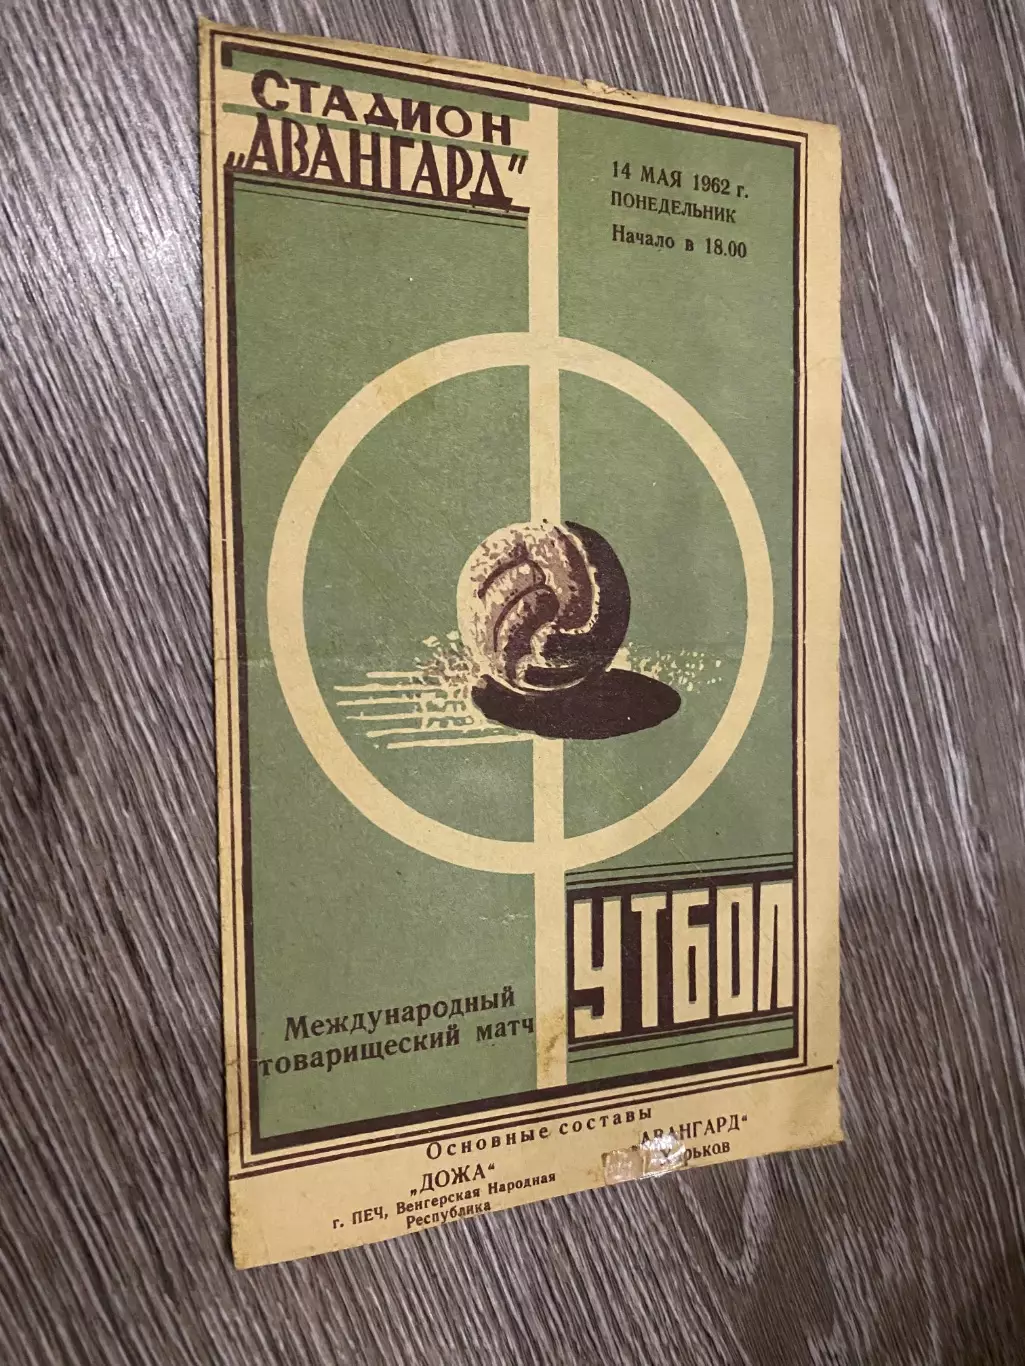 СТАДИОН
„АВАНГАРД"
14 МАЯ 1962 г.
ПОНЕДЕЛЬНИК
Начало в 18.00
УТБОЛ
Международный
товарищеский матч
Основные составы
„ДОЖА“
г. ПЕЧ, Венгерская Народная
Республика
„АВАНГАРД“
Харьков